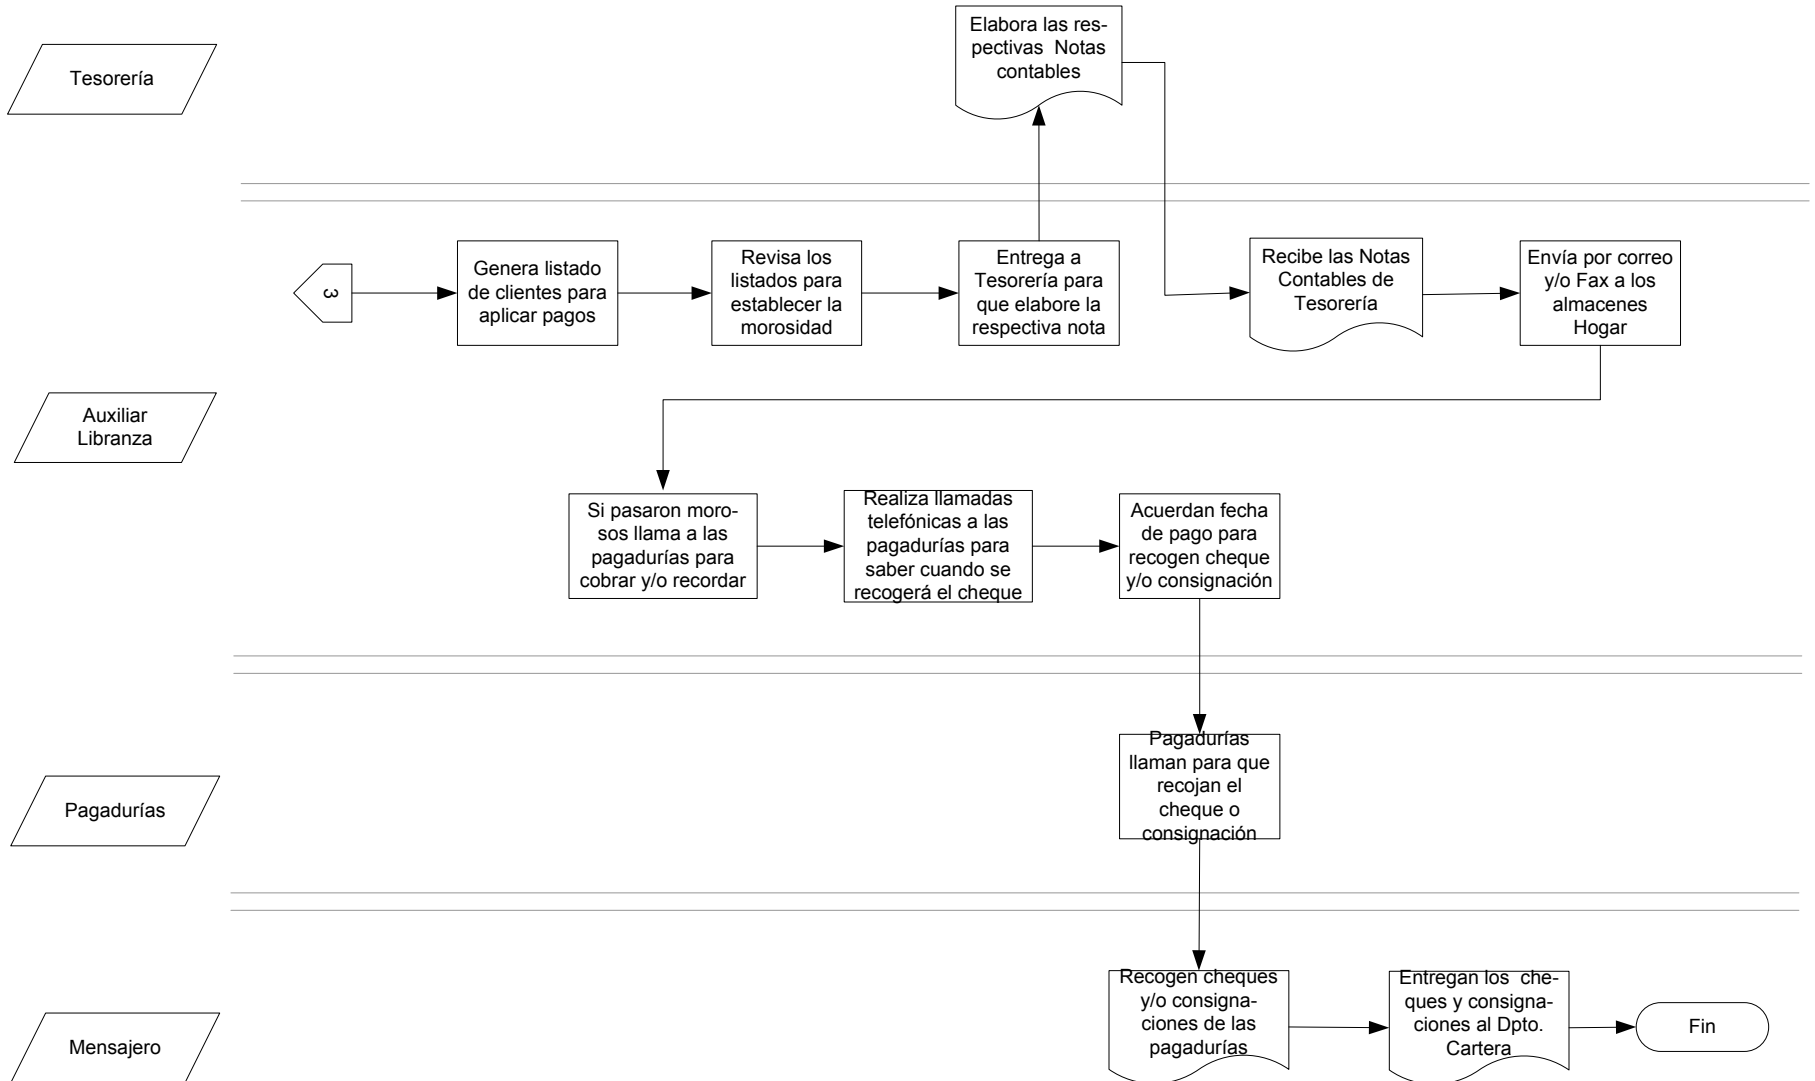 Elabora las res-
pectivas Notas
contables
Tesorería
3
Genera listado
de clientes para
aplicar pagos
Revisa los
listados para
establecer la
morosidad
Entrega a
Tesorería para
que elabore la
respectiva nota
Recibe las Notas
Contables de
Tesorería
Envía por correo
y/o Fax a los
almacenes
Hogar
Auxiliar
Libranza
Si pasaron moro-
sos llama a las
pagadurías para
cobrar y/o recordar
Realiza llamadas
telefónicas a las
pagadurías para
saber cuando se
recogerá el cheque
Acuerdan fecha
de pago para
recogen cheque
y/o consignación
Pagadurías
Pagadurías
llaman para que
recojan el
cheque o
consignación
Mensajero
Recogen cheques
y/o consigna-
ciones de las
pagadurías
Entregan los che-
ques y consigna-
ciones al Dpto.
Cartera
Fin